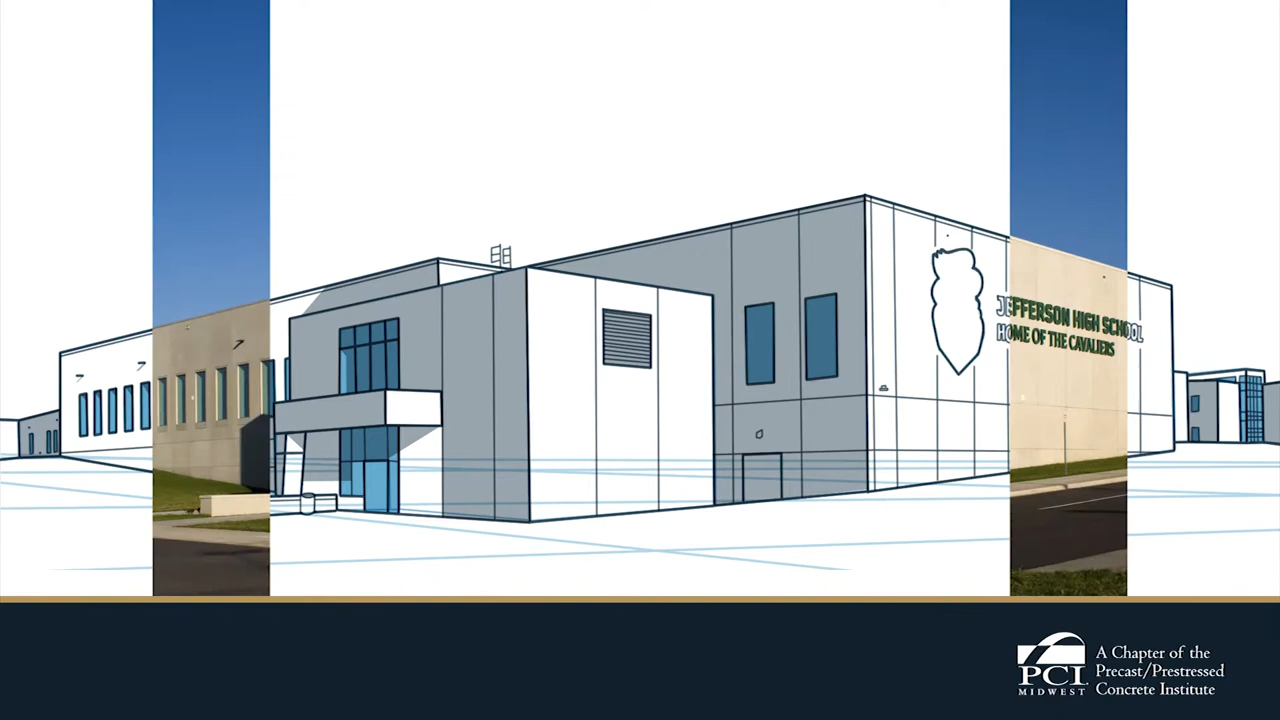 JEFFERSON HIGH SCHOOL
HOME OF THE CAVALIERS
PCI
MIDWEST
A Chapter of the
Precast/Prestressed
Concrete Institute